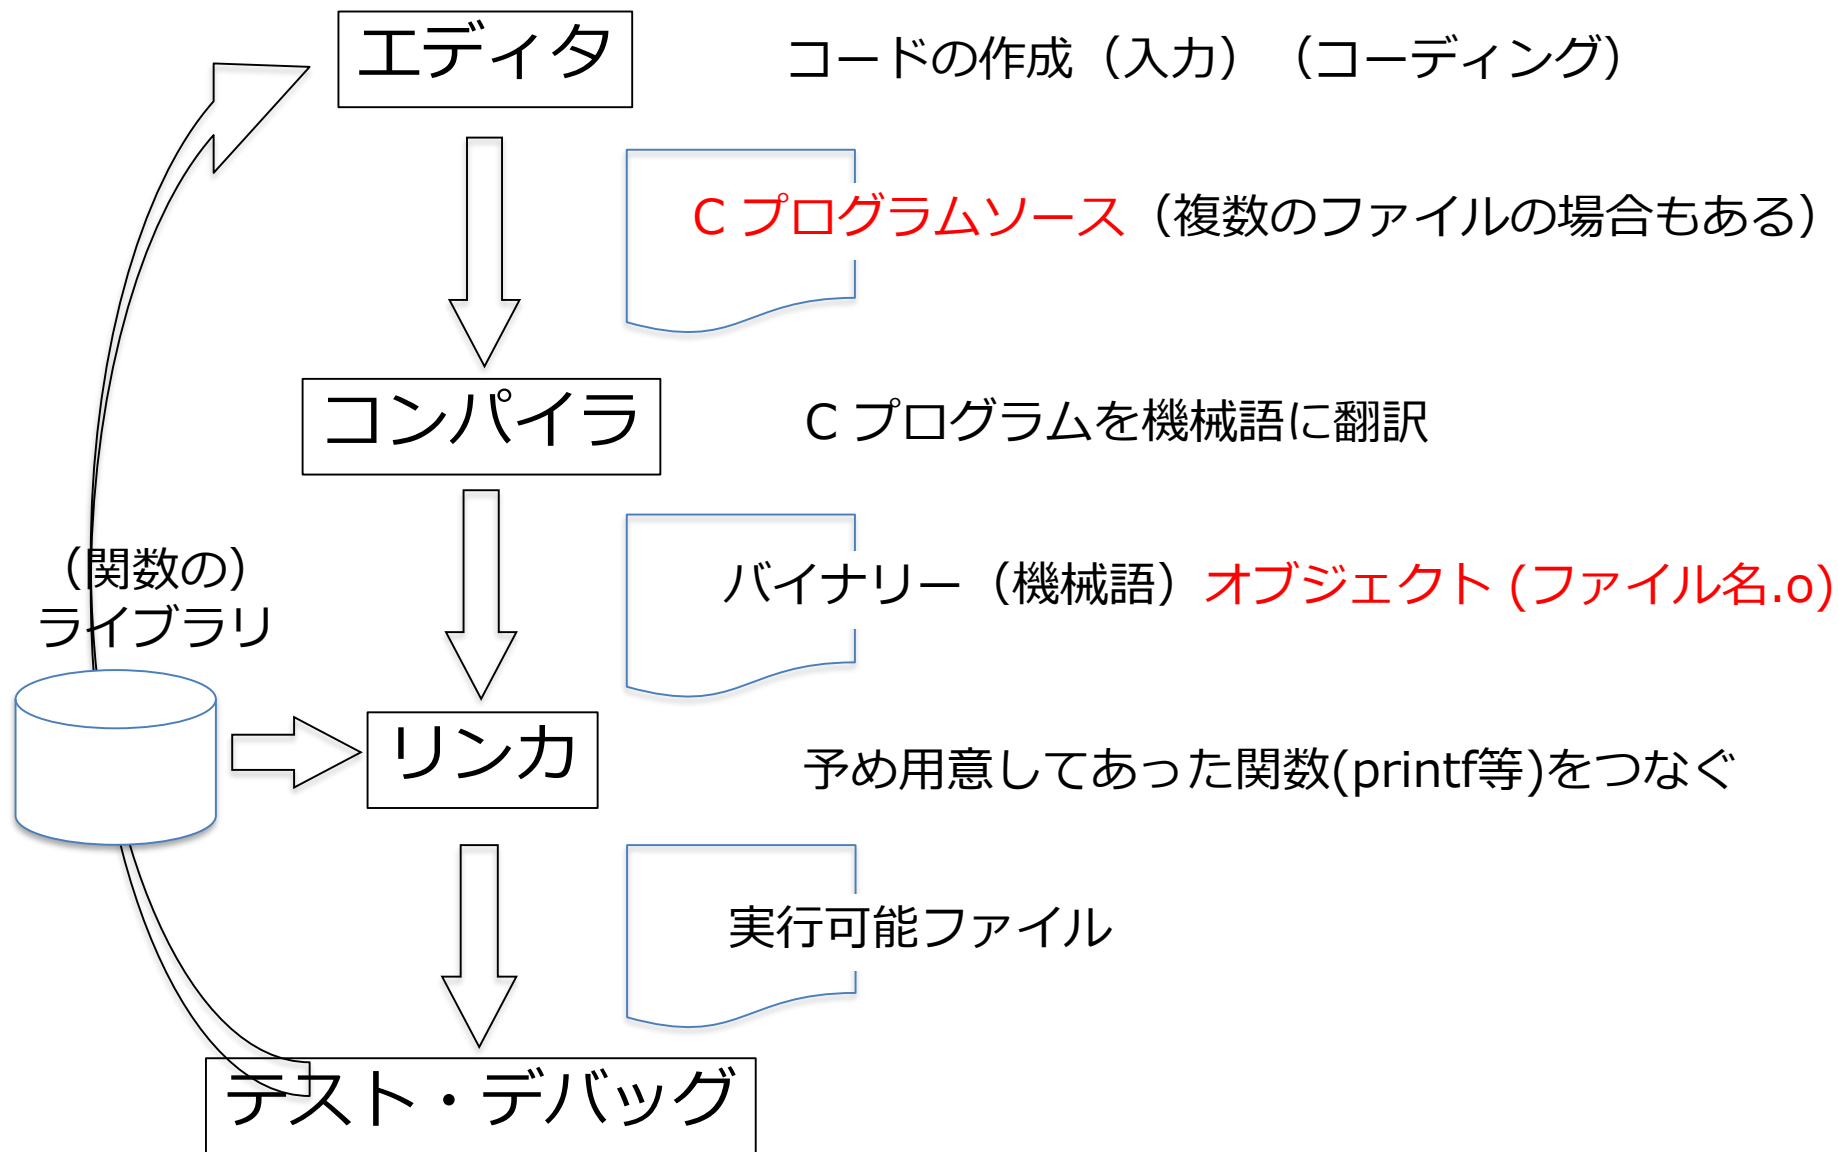 エディタ
コードの作成（入力）（コーディング）
C プログラムソース（複数のファイルの場合もある）
コンパイラ
C プログラムを機械語に翻訳
（関数の）
ライブラリ
バイナリー（機械語）オブジェクト (ファイル名.o)
リンカ
予め用意してあった関数(printf等)をつなぐ
実行可能ファイル
テスト・デバッグ